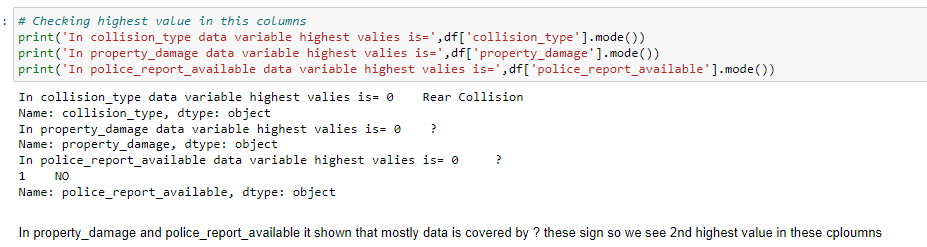 : # Checking highest value in this columns
print('In collision_type data variable highest valies is=',df['collision_type'].mode())
print('In property_damage data variable highest valies is=',df['property_damage'].mode())
print('In police_report_available data variable highest valies is=',df['police_report_available'].mode())
In collision_type data variable highest valies is= 0    Rear Collision
Name: collision_type, dtype: object
In property_damage data variable highest valies is= 0    ?
Name: property_damage, dtype: object
In police_report_available data variable highest valies is= 0     ?
1    NO
Name: police_report_available, dtype: object
In property_damage and police_report_available it shown that mostly data is covered by ? these sign so we see 2nd highest value in these cploumns